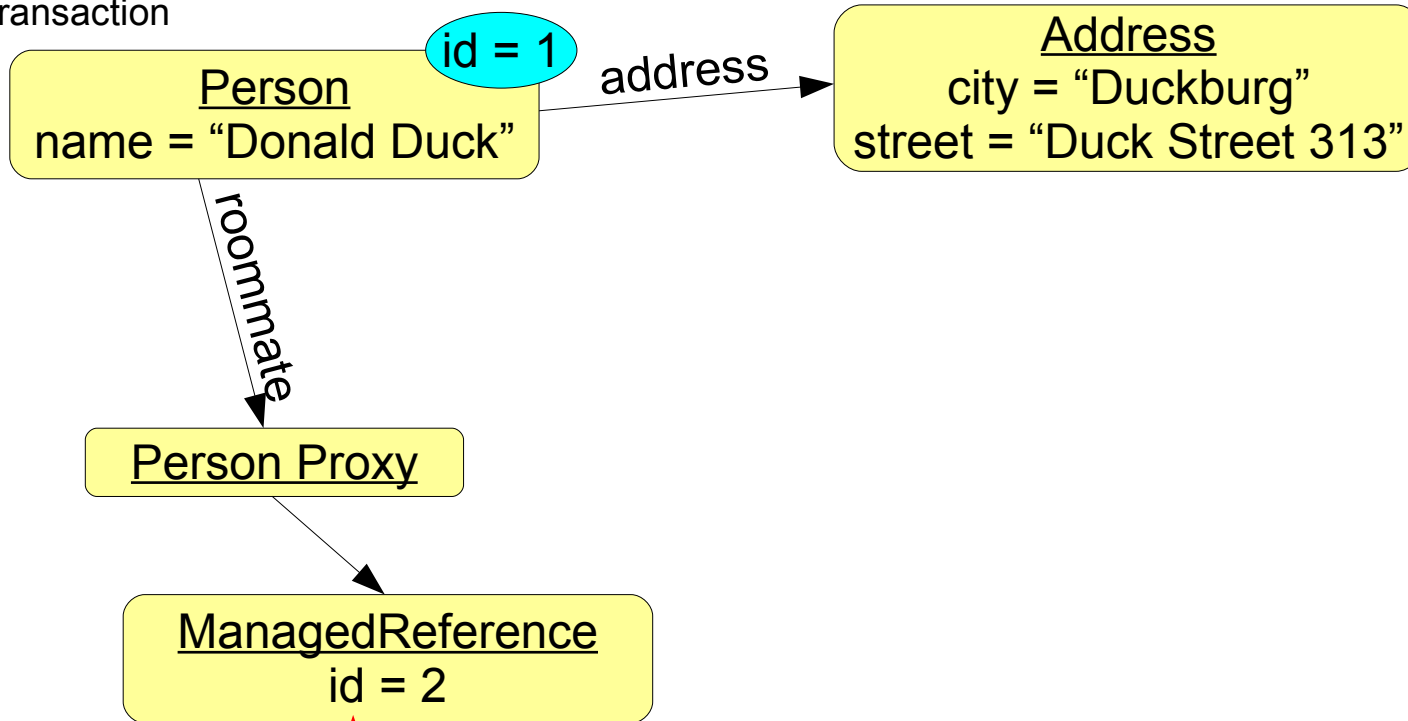 ransaction
id = 1
Person
name = “Donald Duck”
address
Address
city = “Duckburg”
street = “Duck Street 313”
roommate
Person Proxy
ManagedReference
id = 2